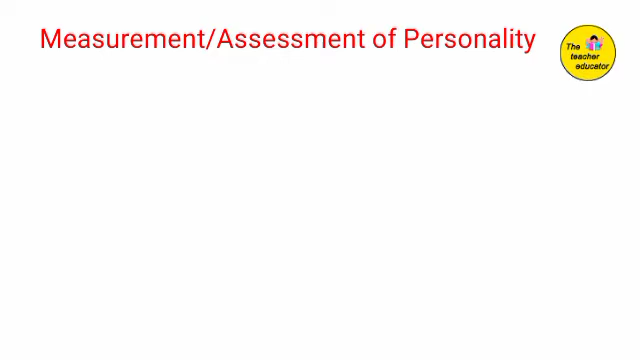 Measurement/Assessment of Personality
The
teacher
educator